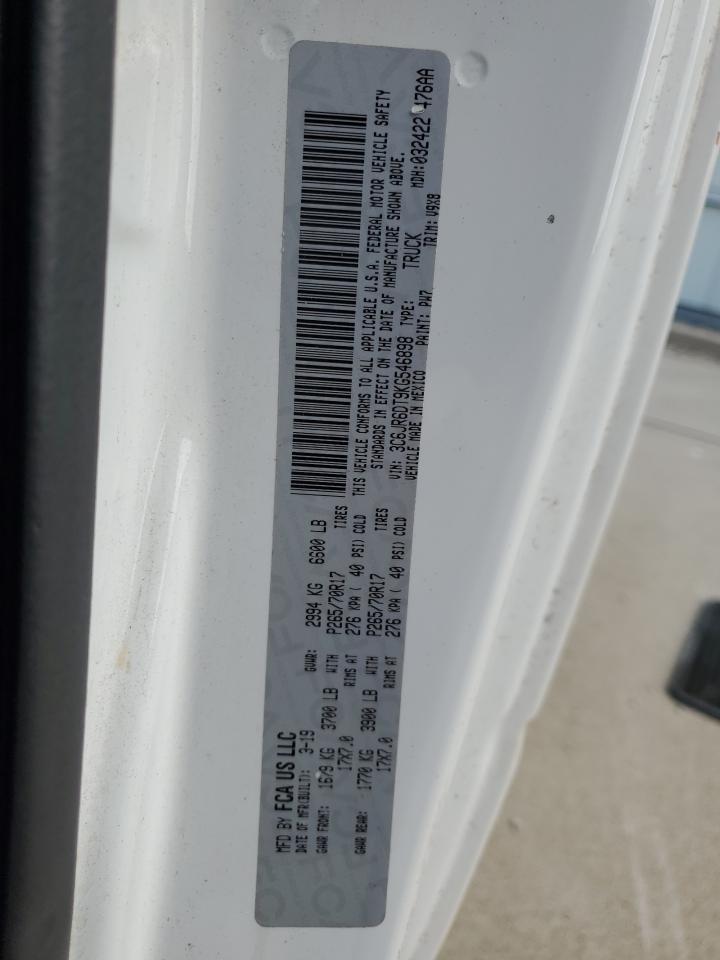 MFD BY FCA US LLC
DATE OF MFR(BUILT): 3-19 GVWR: 2994 KG 6600 LB
GAWR FRONT: 1679 KG 3700 LB WITH P265/70R17 TIRES
17X7.0 RIMS AT 276 KPA ( 40 PSI) COLD
GAWR REAR: 1770 KG 3900 LB WITH P265/70R17 TIRES
17X7.0 RIMS AT 276 KPA ( 40 PSI) COLD
THIS VEHICLE CONFORMS TO ALL APPLICABLE U.S.A. FEDERAL MOTOR VEHICLE SAFETY
STANDARDS IN EFFECT ON THE DATE OF MANUFACTURE SHOWN ABOVE.
VIN: 3C6JR6DT9KG546898 TYPE: TRUCK MDH:032422 476AA
VEHICLE MADE IN MEXICO PAINT: PW7 TRIM: V9X8